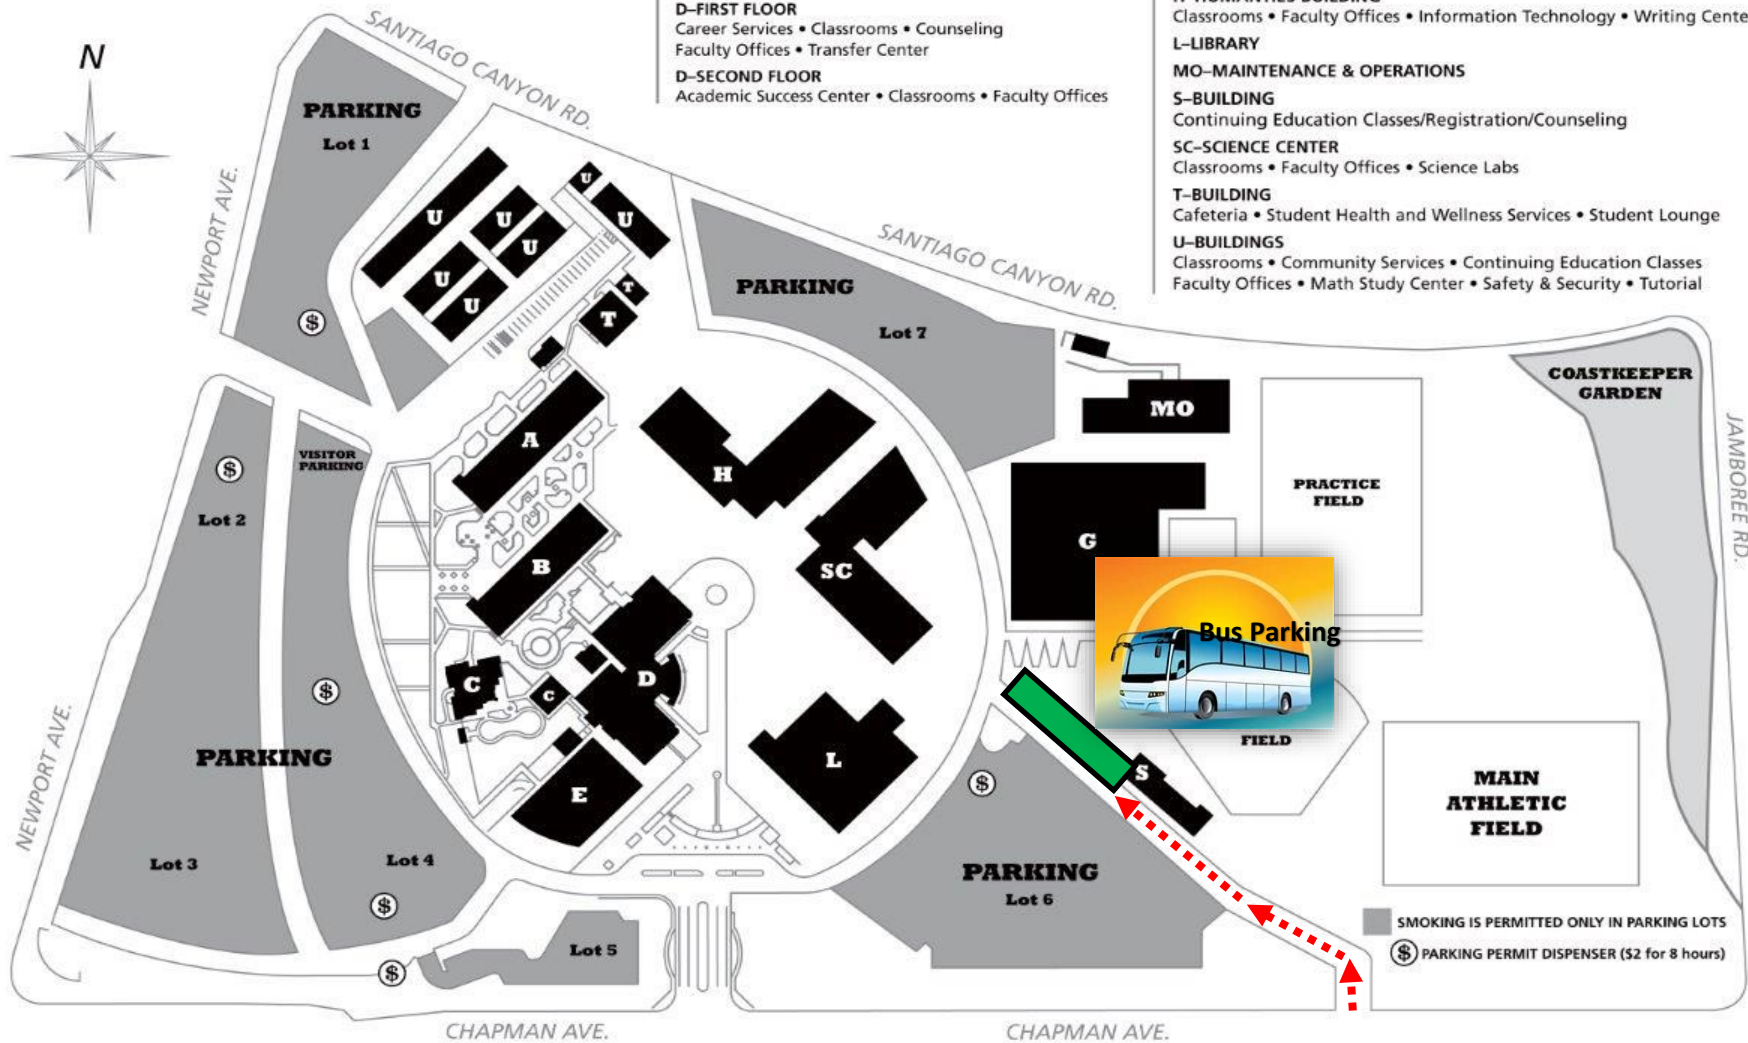 D–FIRST FLOOR
Career Services • Classrooms • Counseling
Faculty Offices • Transfer Center
D–SECOND FLOOR
Academic Success Center • Classrooms • Faculty Offices
H–HUMANITIES BUILDING
Classrooms • Faculty Offices • Information Technology • Writing Cente
L–LIBRARY
MO–MAINTENANCE & OPERATIONS
S–BUILDING
Continuing Education Classes/Registration/Counseling
SC–SCIENCE CENTER
Classrooms • Faculty Offices • Science Labs
T–BUILDING
Cafeteria • Student Health and Wellness Services • Student Lounge
U–BUILDINGS
Classrooms • Community Services • Continuing Education Classes
Faculty Offices • Math Study Center • Safety & Security • Tutorial
N
SANTIAGO CANYON RD.
PARKING
Lot 1
NEWPORT AVE.
$
U
U
U
U
U
U
U
T
T
SANTIAGO CANYON RD.
PARKING
Lot 7
COASTKEEPER
GARDEN
JAMBOREE RD.
MO
PRACTICE
FIELD
$
VISITOR
PARKING
Lot 2
A
H
B
SC
G
Bus Parking
C
C
D
$
NEWPORT AVE.
PARKING
L
S
FIELD
$
E
MAIN
ATHLETIC
FIELD
Lot 3
Lot 4
$
PARKING
Lot 6
Lot 5
$
SMOKING IS PERMITTED ONLY IN PARKING LOTS
$ PARKING PERMIT DISPENSER ($2 for 8 hours)
CHAPMAN AVE.
CHAPMAN AVE.